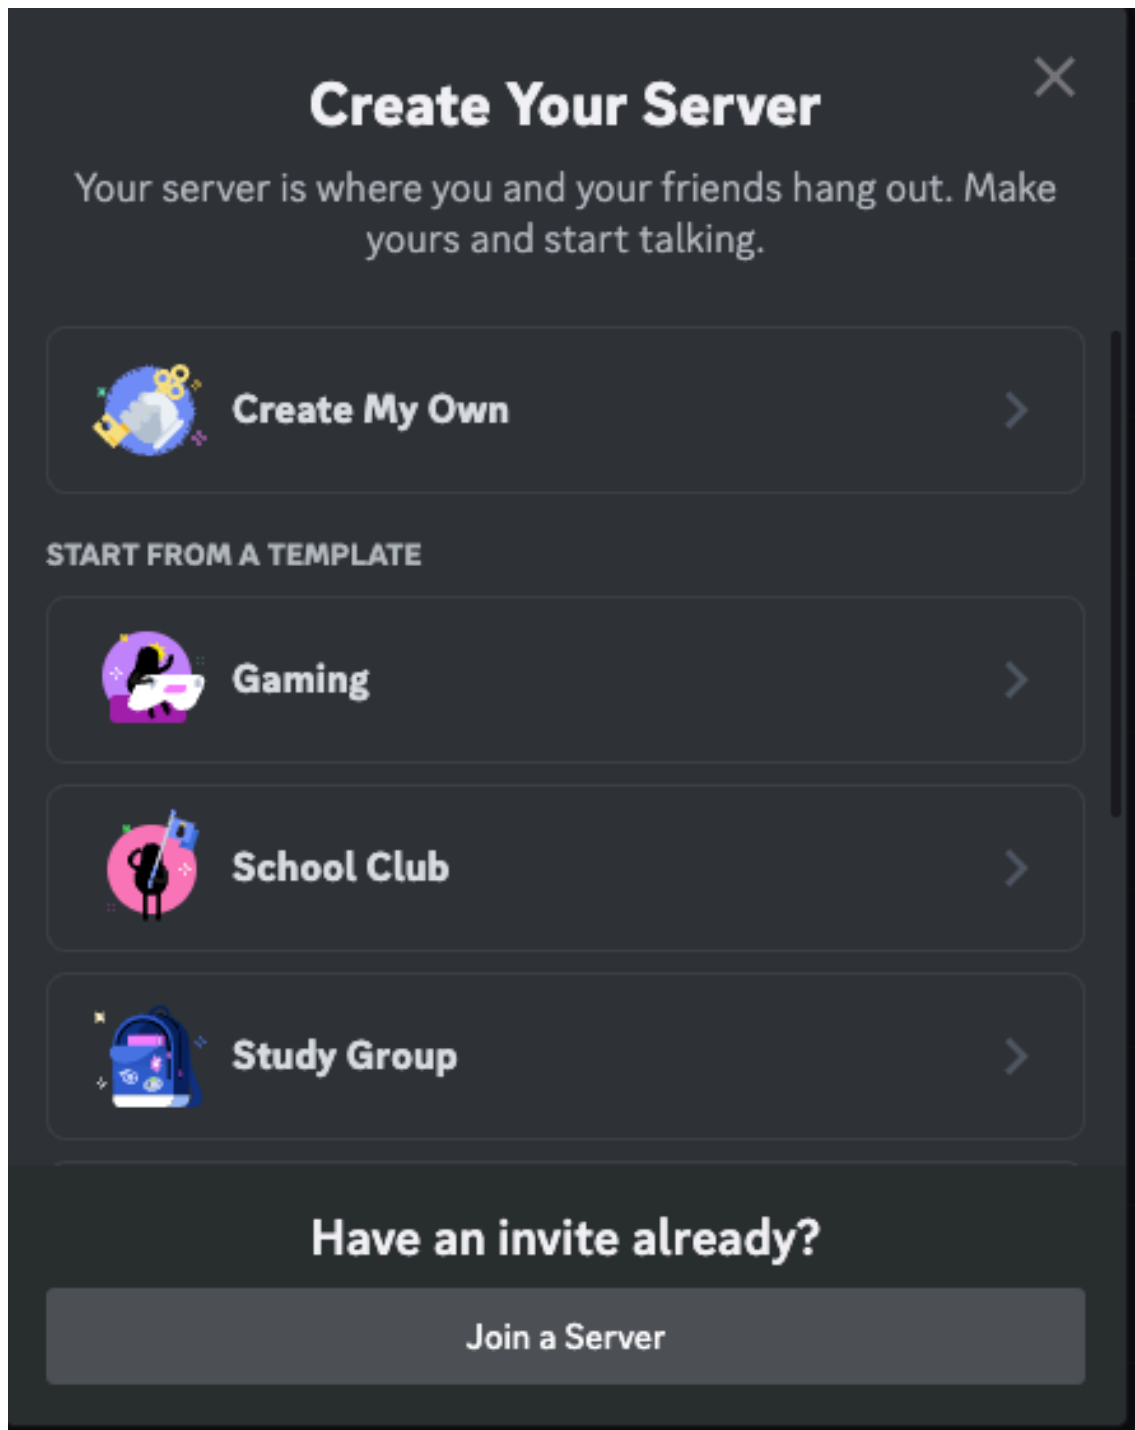 Create Your Server
Your server is where you and your friends hang out. Make
yours and start talking.
Create My Own
START FROM A TEMPLATE
Gaming
School Club
Study Group
Have an invite already?
Join a Server